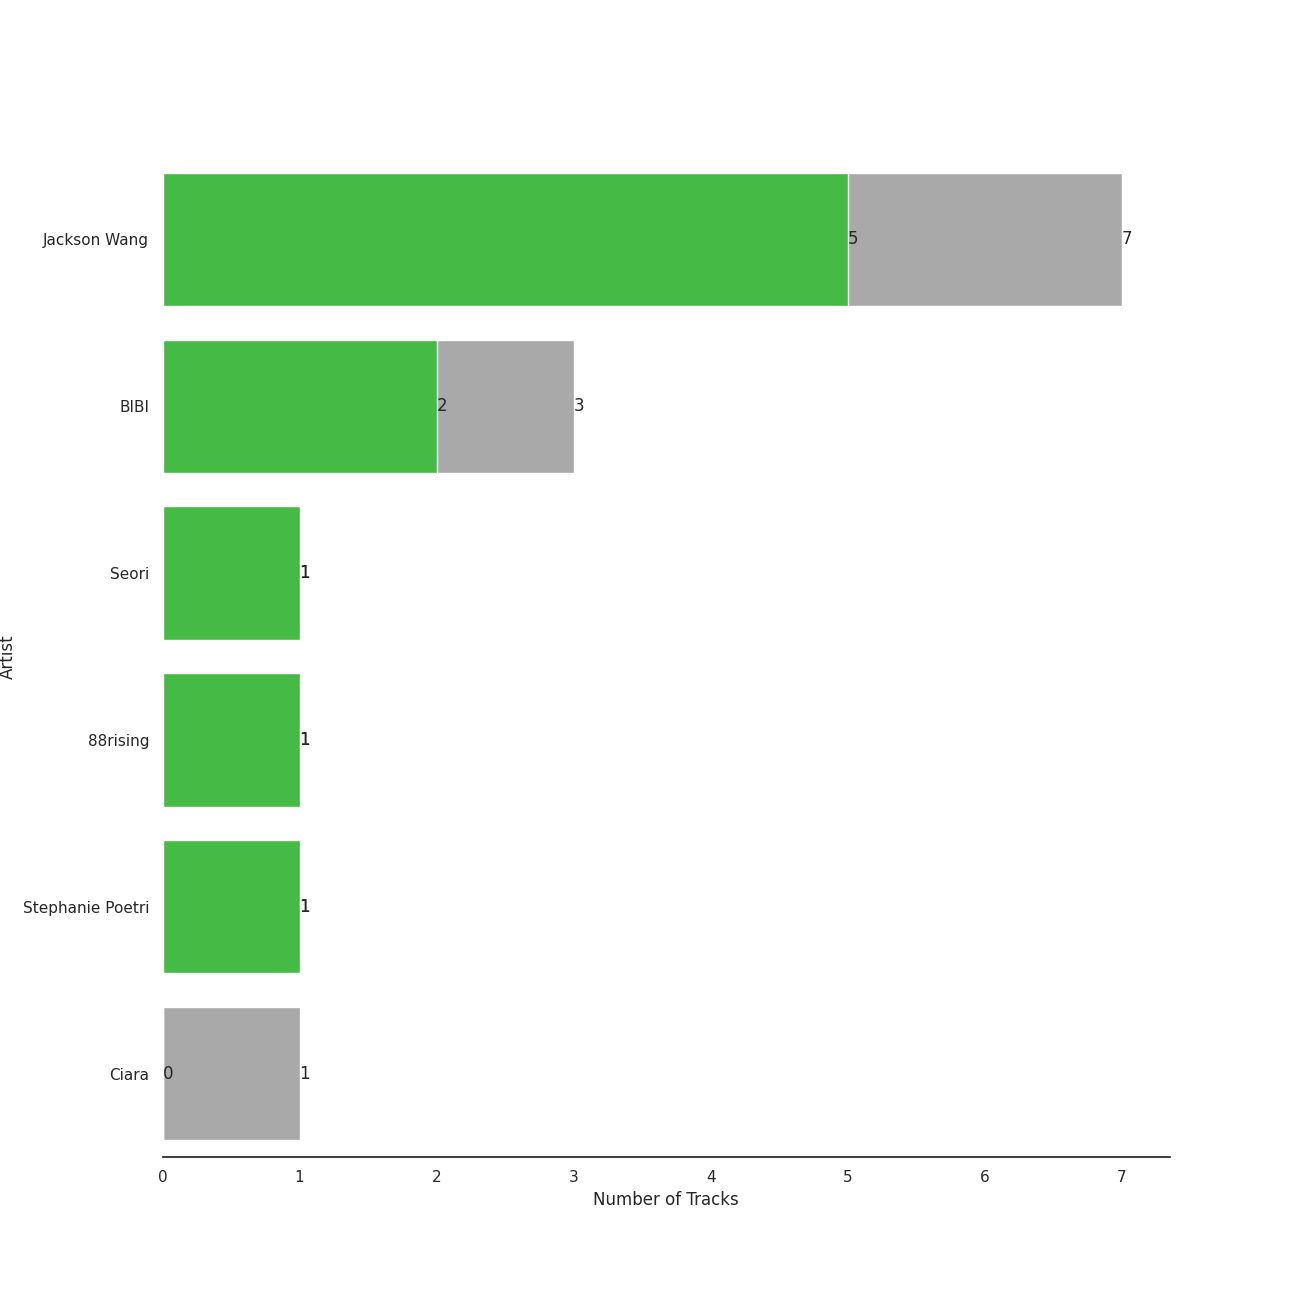 Jackson Wang 5 7
BIBI 2 3
Seori 1
88rising 1
Stephanie Poetri 1
Ciara 0 1
0 1 2 3 4 5 6 7
Number of Tracks
Artist